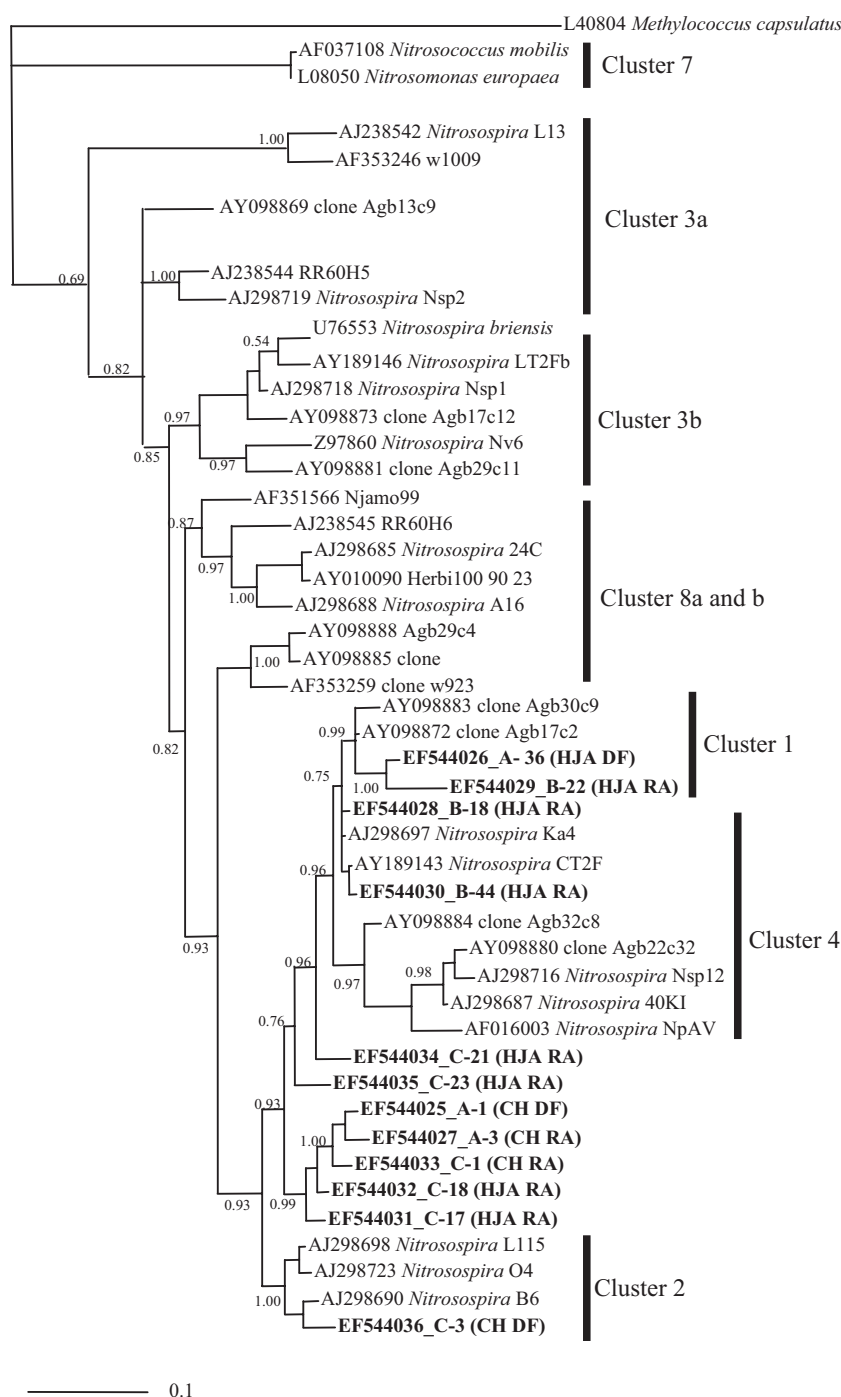 L40804 Methylococcus capsulatus
AF037108 Nitrosococcus mobilis
L08050 Nitrosomonas europaea
Cluster 7
1.00
AJ238542 Nitrosospira L13
AF353246 w1009
AY098869 clone Agb13c9
Cluster 3a
0.69
1.00
AJ238544 RR60H5
AJ298719 Nitrosospira Nsp2
U76553 Nitrosospira briensis
0.54
AY189146 Nitrosospira LT2Fb
0.82
AJ298718 Nitrosospira Nsp1
0.97
AY098873 clone Agb17c12
Cluster 3b
Z97860 Nitrosospira Nv6
0.85
0.97
AY098881 clone Agb29c11
AF351566 Njamo99
0.87
AJ238545 RR60H6
AJ298685 Nitrosospira 24C
0.97
AY010090 Herbi100 90 23
1.00
AJ298688 Nitrosospira A16
Cluster 8a and b
AY098888 Agb29c4
1.00
AY098885 clone
AF353259 clone w923
AY098883 clone Agb30c9
0.99
AY098872 clone Agb17c2
Cluster 1
0.82
EF544026_A- 36 (HJA DF)
0.75
1.00
EF544029_B-22 (HJA RA)
EF544028_B-18 (HJA RA)
AJ298697 Nitrosospira Ka4
AY189143 Nitrosospira CT2F
0.96
EF544030_B-44 (HJA RA)
AY098884 clone Agb32c8
Cluster 4
0.93
AY098880 clone Agb22c32
0.96
0.97
0.98
AJ298716 Nitrosospira Nsp12
AJ298687 Nitrosospira 40KI
0.76
AF016003 Nitrosospira NpAV
EF544034_C-21 (HJA RA)
EF544035_C-23 (HJA RA)
0.93
EF544025_A-1 (CH DF)
1.00
EF544027_A-3 (CH RA)
EF544033_C-1 (CH RA)
EF544032_C-18 (HJA RA)
0.93
0.99
EF544031_C-17 (HJA RA)
AJ298698 Nitrosospira L115
AJ298723 Nitrosospira O4
Cluster 2
1.00
AJ298690 Nitrosospira B6
EF544036_C-3 (CH DF)
0.1